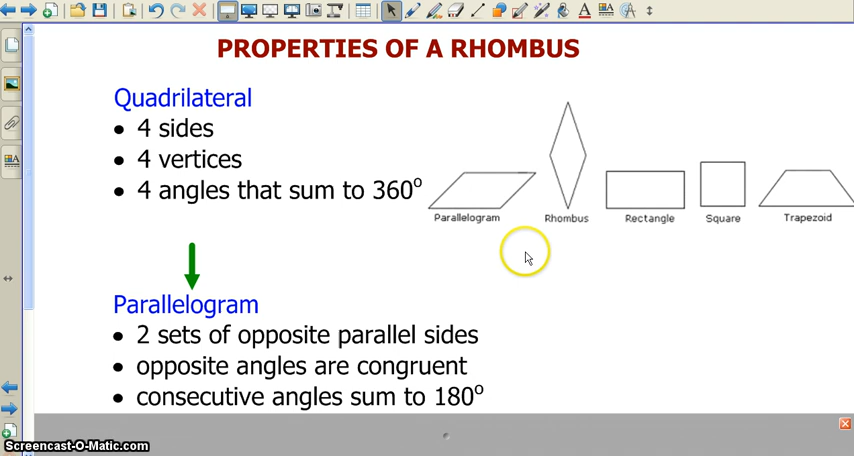 PROPERTIES OF A RHOMBUS
Quadrilateral
• 4 sides
• 4 vertices
• 4 angles that sum to 360°
Parallelogram
Rhombus
Rectangle
Square
Trapezoid
Parallelogram
• 2 sets of opposite parallel sides
• opposite angles are congruent
• consecutive angles sum to 180°
Screencast-O-Matic.com